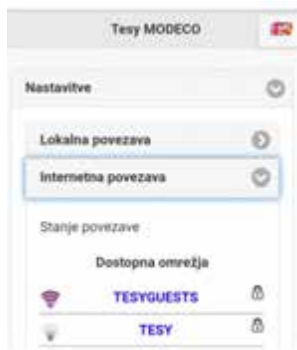 Tesy MODECO
Nastavitve
Lokalna povezava
Internetna povezava
Stanje povezave
Dostopna omrežja
TESYGUESTS
TESY